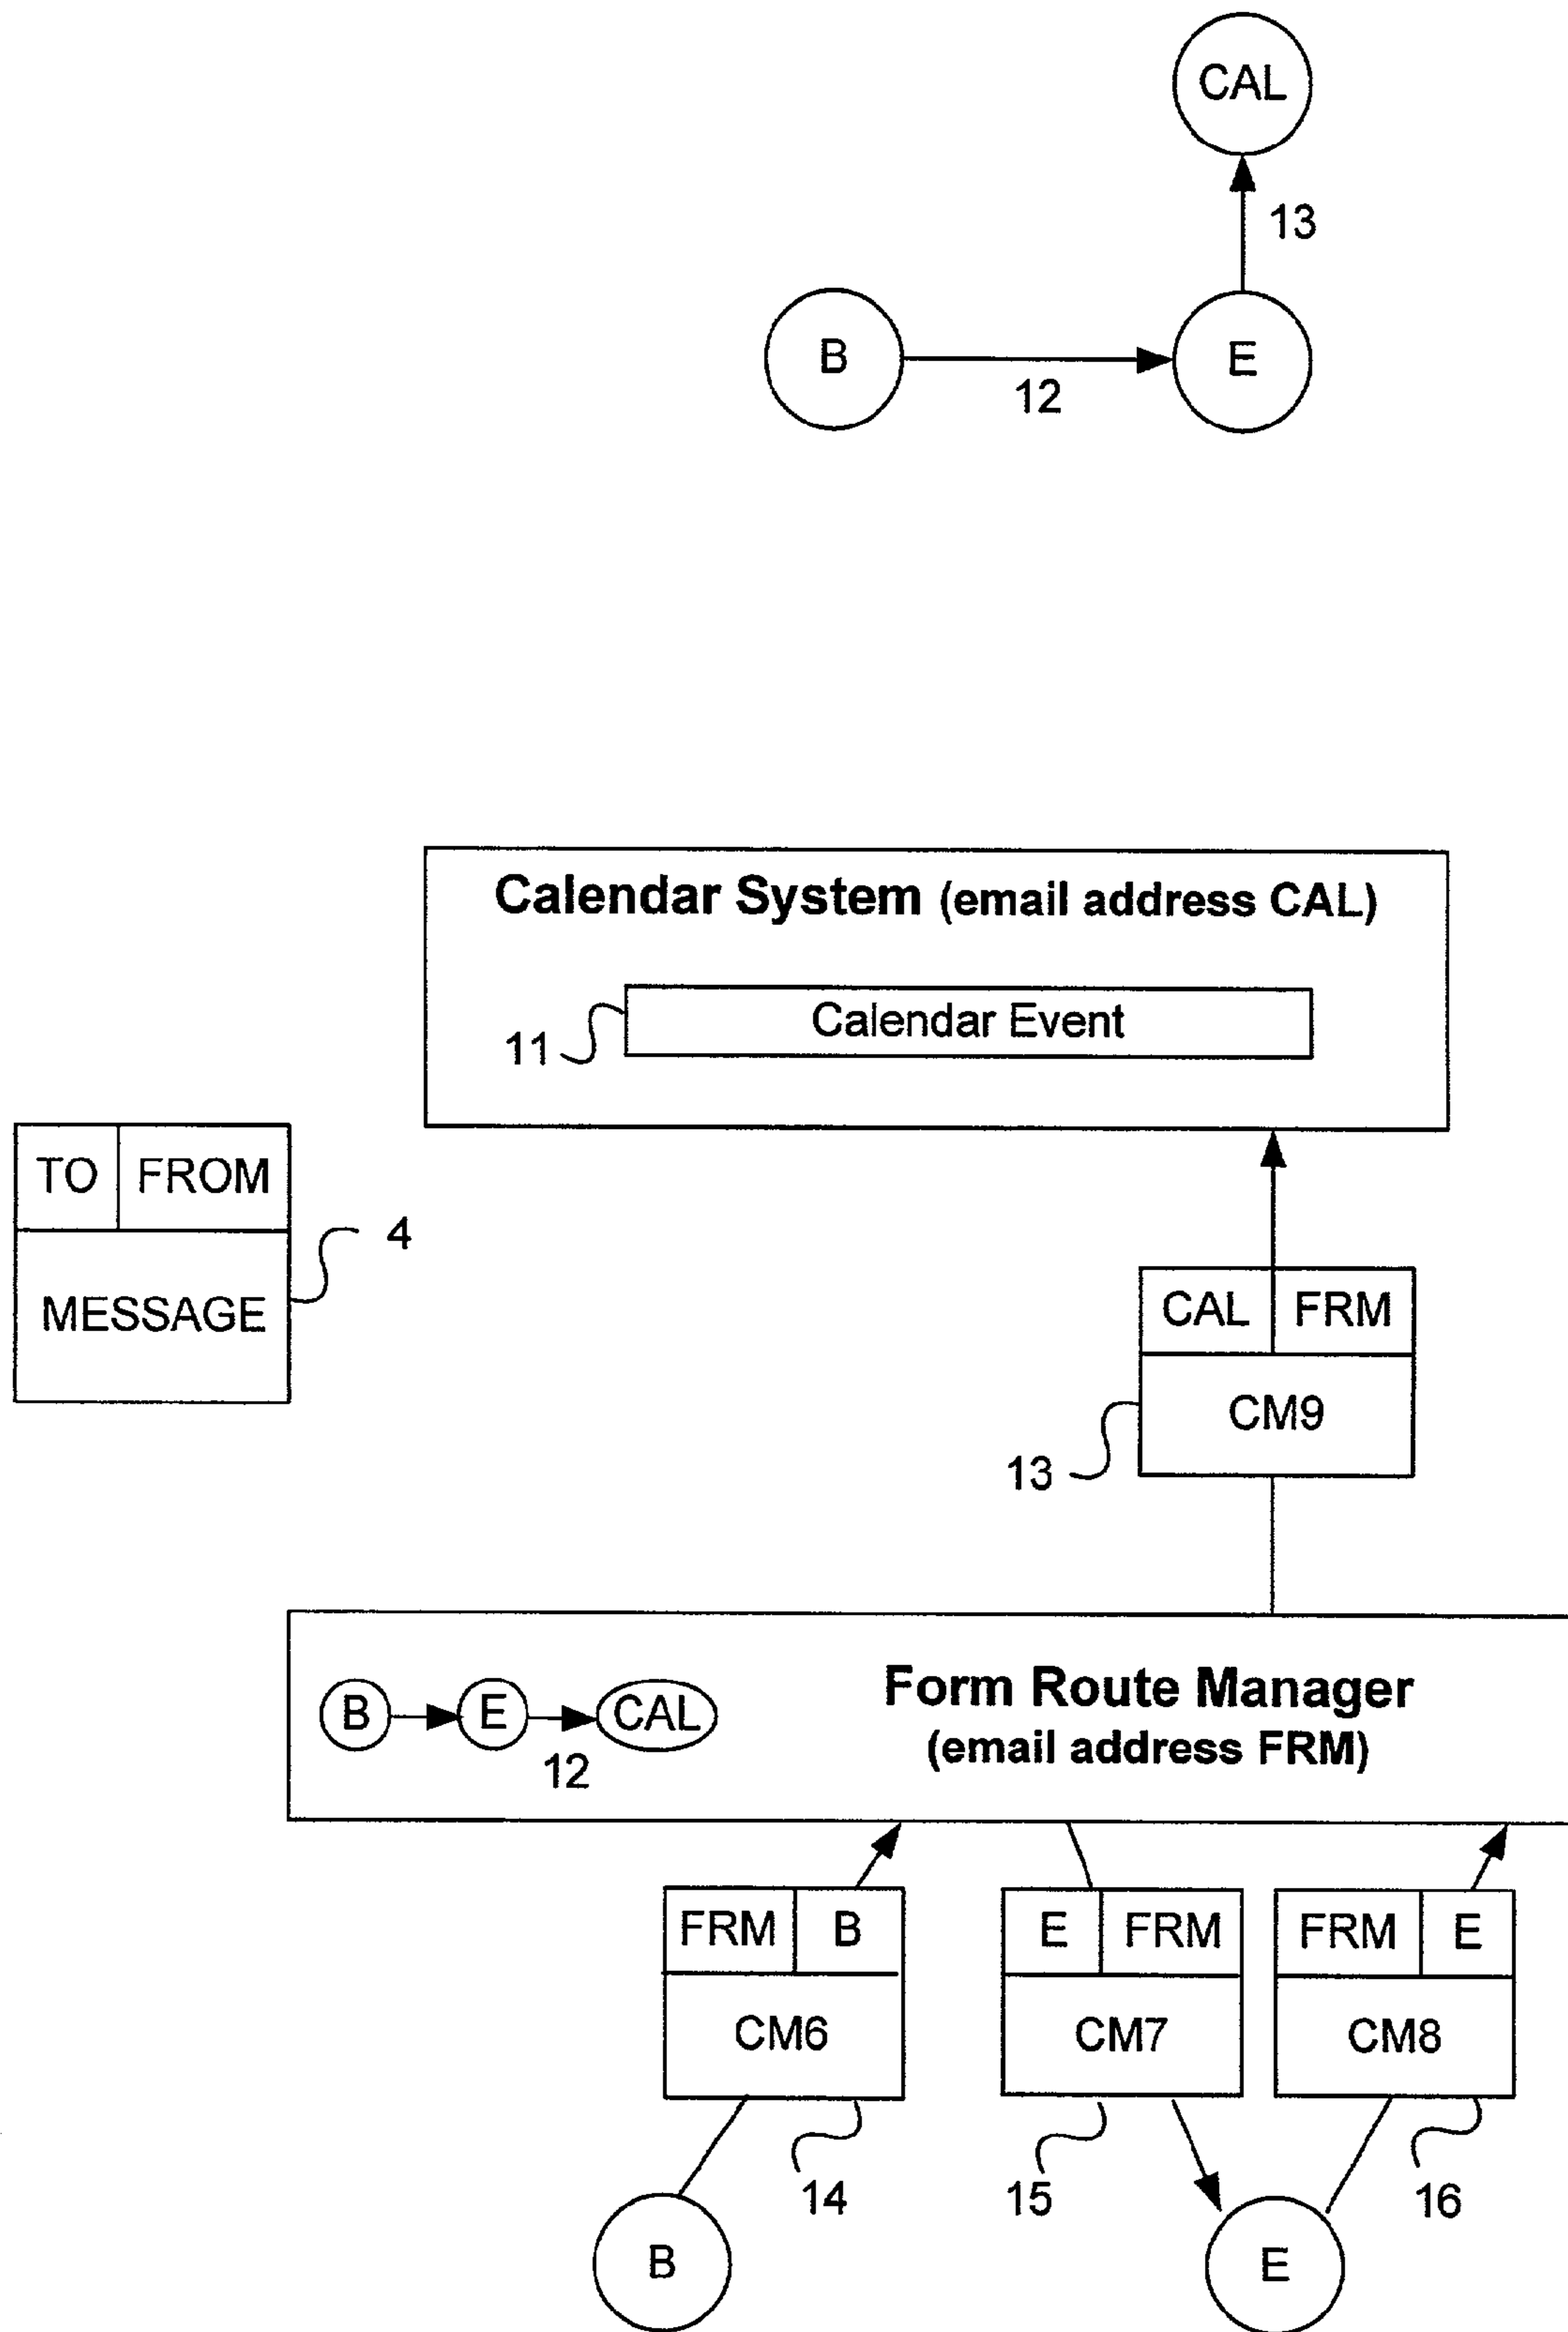 CAL
13
B
E
12
Calendar System (email address CAL)
Calendar Event
11
TO FROM
4
MESSAGE
CAL FRM
CM9
13
B E CAL
12
Form Route Manager
(email address FRM)
FRM B
E FRM
FRM E
CM6
CM7
CM8
14
15
16
B
E